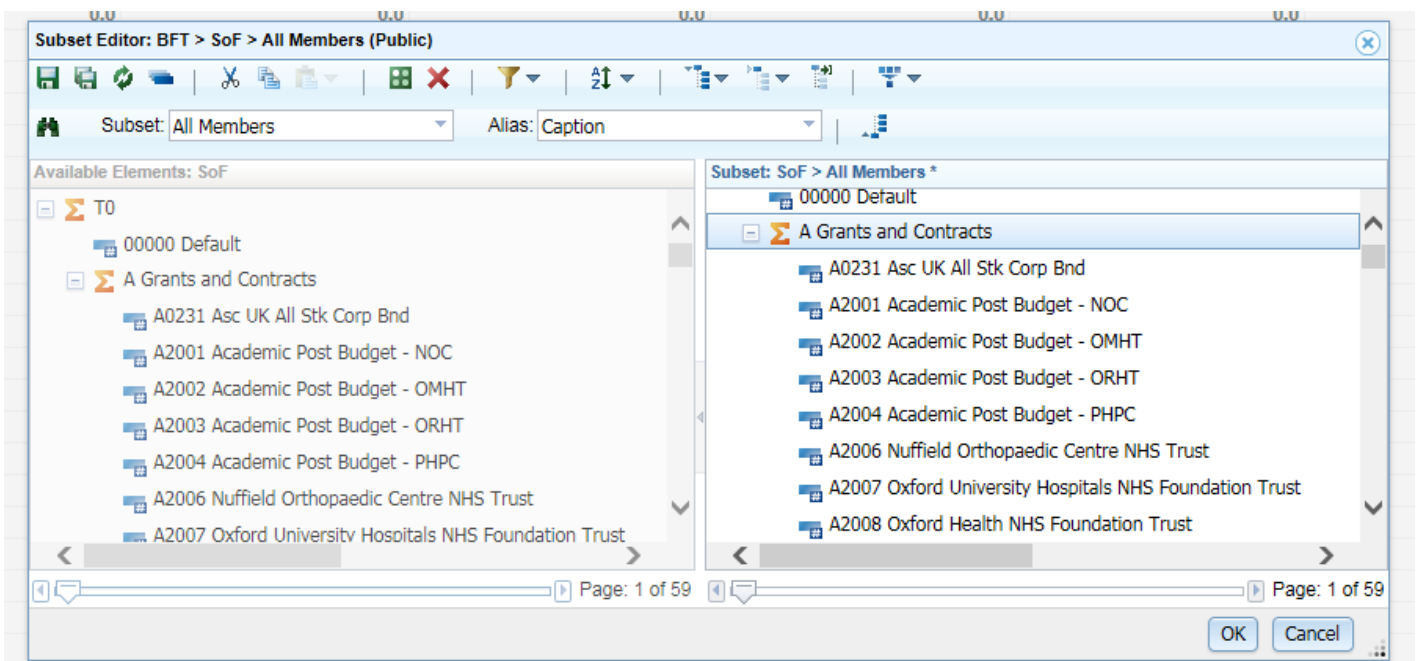 0.0 0.0 0.0 0.0 0.0
Subset Editor: BFT > SoF > All Members (Public)
Subset: All Members Alias: Caption
Available Elements: SoF
T0
00000 Default
A Grants and Contracts
A0231 Asc UK All Stk Corp Bnd
A2001 Academic Post Budget - NOC
A2002 Academic Post Budget - OMHT
A2003 Academic Post Budget - ORHT
A2004 Academic Post Budget - PHPC
A2006 Nuffield Orthopaedic Centre NHS Trust
A2007 Oxford University Hospitals NHS Foundation Trust
Page: 1 of 59
Subset: SoF > All Members *
00000 Default
A Grants and Contracts
A0231 Asc UK All Stk Corp Bnd
A2001 Academic Post Budget - NOC
A2002 Academic Post Budget - OMHT
A2003 Academic Post Budget - ORHT
A2004 Academic Post Budget - PHPC
A2006 Nuffield Orthopaedic Centre NHS Trust
A2007 Oxford University Hospitals NHS Foundation Trust
A2008 Oxford Health NHS Foundation Trust
Page: 1 of 59
OK Cancel